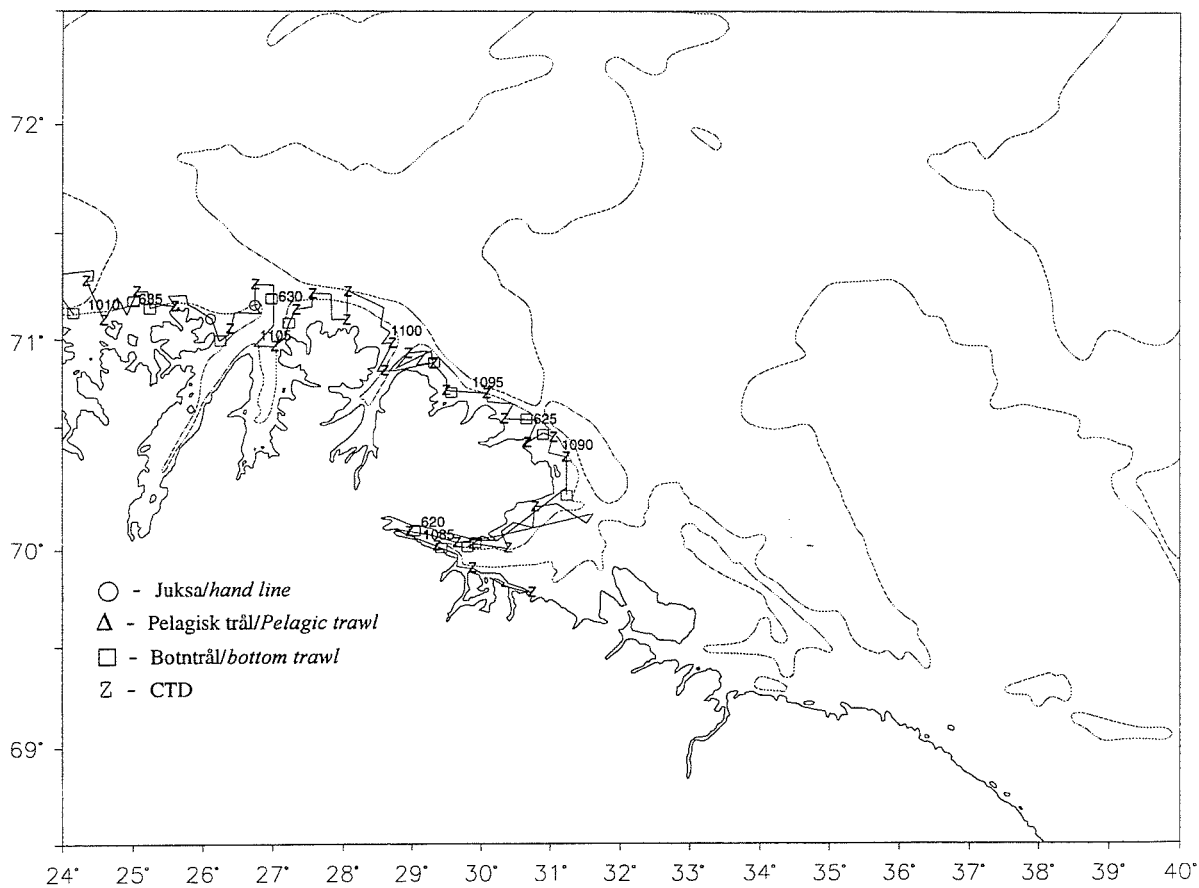 72°
1010
635
630
71°
1105
1100
1095
625
1090
620
1085
70°
○ - Juksa/hand line
△ - Pelagisk trål/Pelagic trawl
□ - Botntrål/bottom trawl
Z - CTD
69°
24° 25° 26° 27° 28° 29° 30° 31° 32° 33° 34° 35° 36° 37° 38° 39° 40°